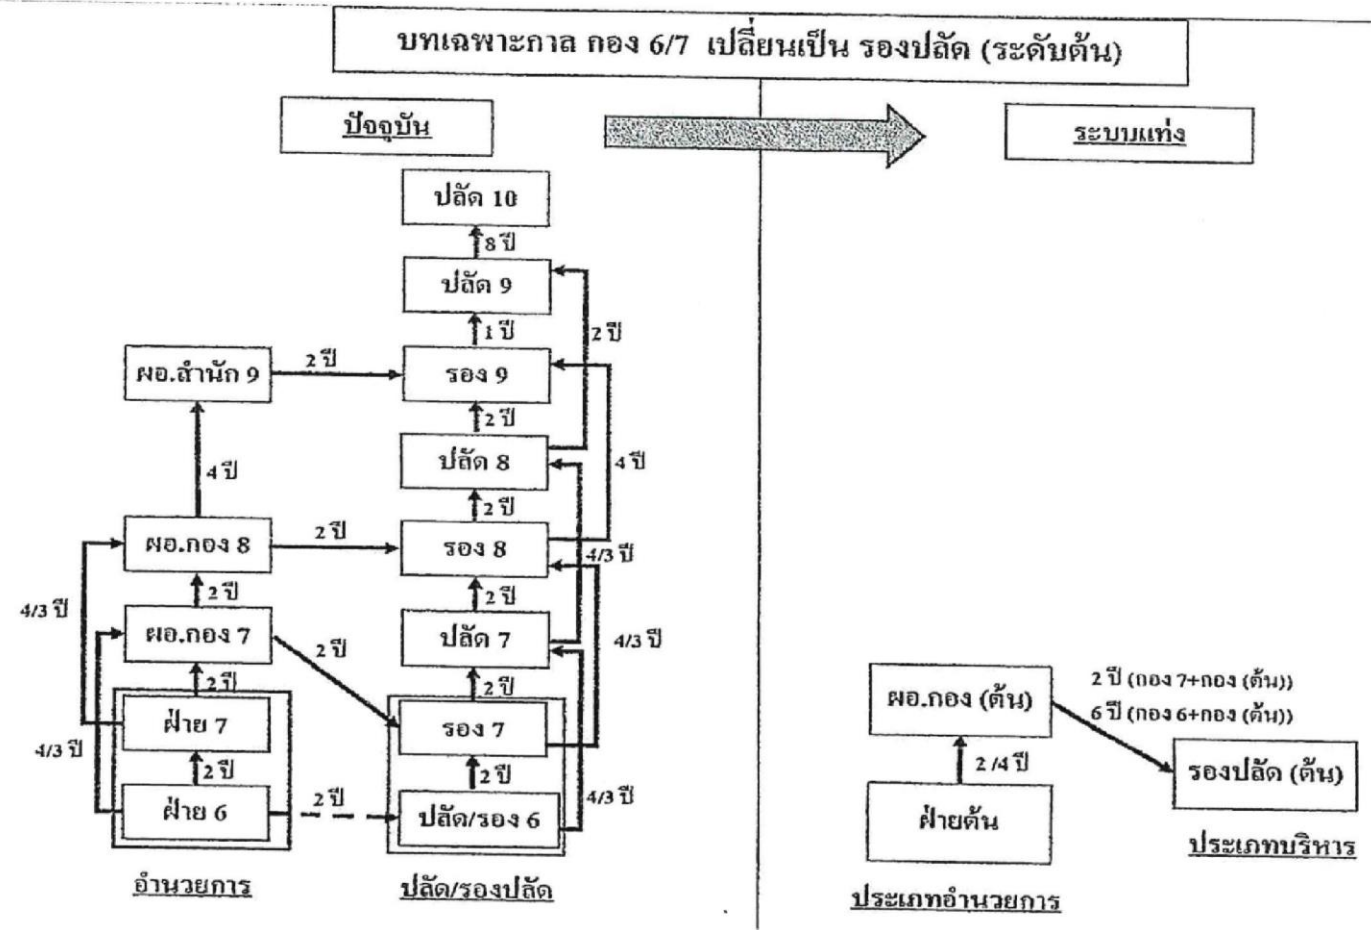 บทเฉพาะกาล กอง 6/7 เปลี่ยนเป็น รองปลัด (ระดับต้น)
ปัจจุบัน
ระบบแท่ง
ปลัด 10
8 ปี
ปลัด 9
1 ปี
2 ปี
ผอ.สำนัก 9
2 ปี
รอง 9
2 ปี
ปลัด 8
4 ปี
4 ปี
2 ปี
ผอ.กอง 8
2 ปี
รอง 8
4/3 ปี
2 ปี
2 ปี
4/3 ปี
ผอ.กอง 7
2 ปี
ปลัด 7
4/3 ปี
2 ปี
2 ปี
ฝ่าย 7
รอง 7
4/3 ปี
2 ปี
2 ปี
4/3 ปี
ฝ่าย 6
2 ปี
ปลัด/รอง 6
อำนวยการ
ปลัด/รองปลัด
ผอ.กอง (ต้น)
2 ปี (กอง 7+กอง (ต้น))
6 ปี (กอง 6+กอง (ต้น))
2 /4 ปี
รองปลัด (ต้น)
ฝ่ายต้น
ประเภทบริหาร
ประเภทอำนวยการ